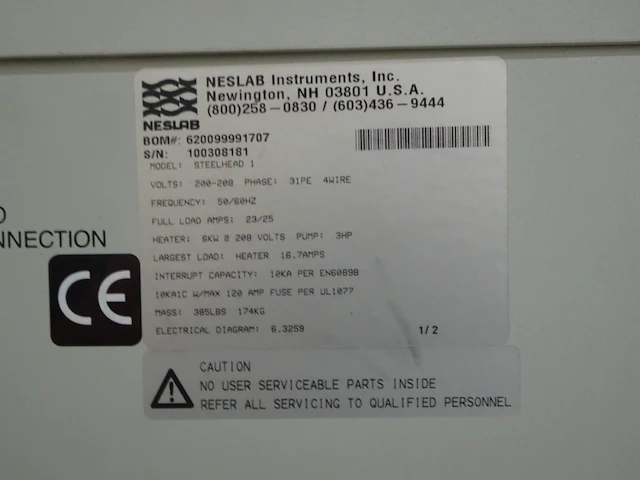 NESLAB Instruments, Inc.
Newington, NH 03801 U.S.A.
(800)258-0830 / (603)436-9444
NESLAB
BOM#: 620099991707
S/N: 100308181
MODEL: STEELHEAD 1
VOLTS: 200-208 PHASE: 31PE 4WIRE
FREQUENCY: 50/60HZ
FULL LOAD AMPS: 23/25
HEATER: 6KW @ 208 VOLTS PUMP: 3HP
LARGEST LOAD: HEATER 16.7AMPS
INTERRUPT CAPACITY: 10KA PER EN60898
10KAIC W/MAX 120 AMP FUSE PER UL1077
MASS: 385LBS 174KG
ELECTRICAL DIAGRAM: 6.3259
1/2
NNECTION
CE
CAUTION
NO USER SERVICEABLE PARTS INSIDE
REFER ALL SERVICING TO QUALIFIED PERSONNEL